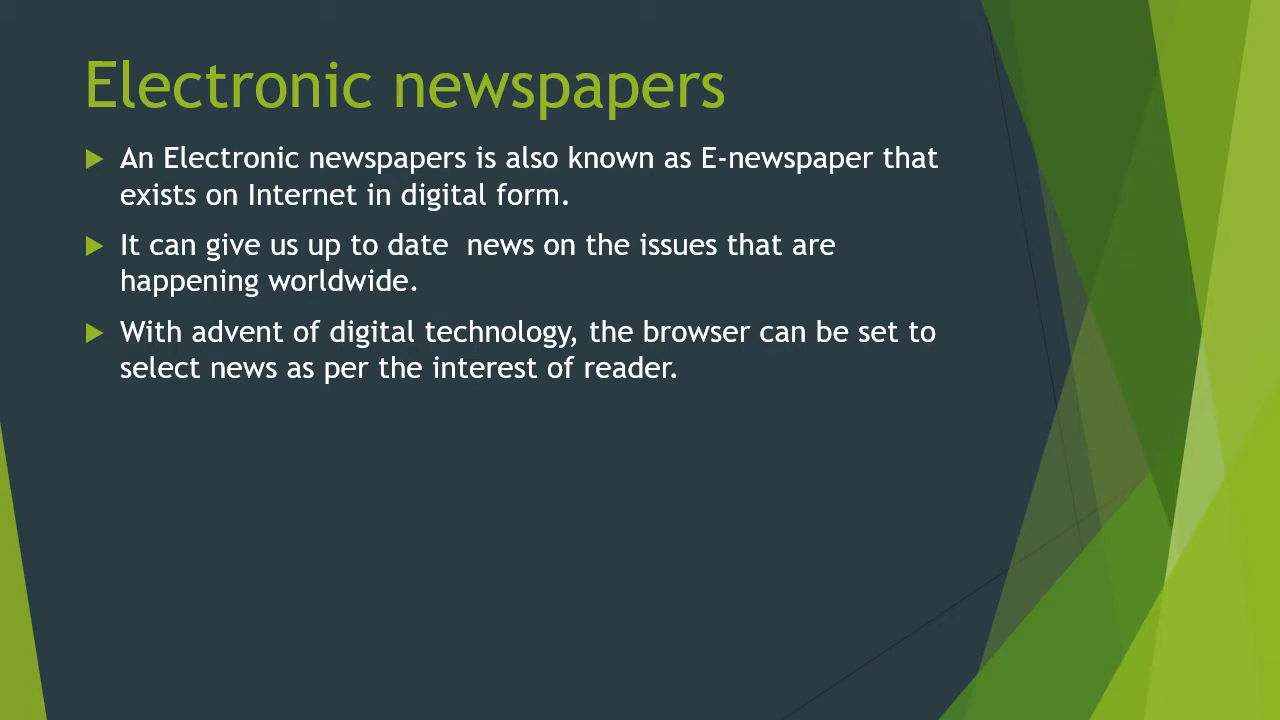 Electronic newspapers
An Electronic newspapers is also known as E-newspaper that
exists on Internet in digital form.
It can give us up to date  news on the issues that are
happening worldwide.
With advent of digital technology, the browser can be set to
select news as per the interest of reader.